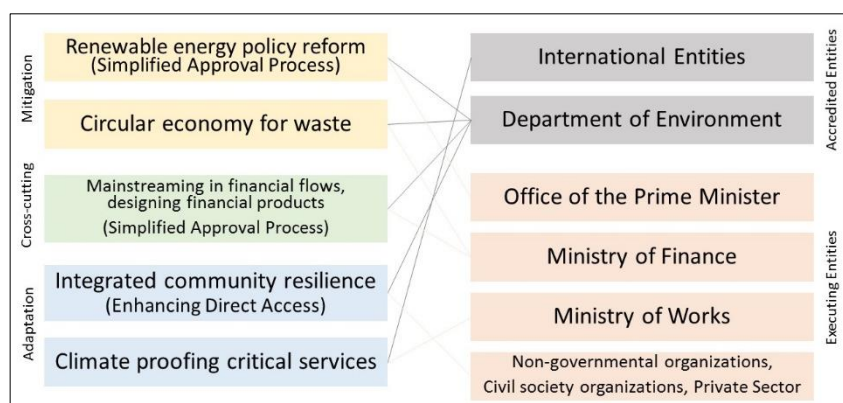 Mitigation
Renewable energy policy reform
(Simplified Approval Process)
Circular economy for waste
Cross-cutting
Mainstreaming in financial flows,
designing financial products
(Simplified Approval Process)
Adaptation
Integrated community resilience
(Enhancing Direct Access)
Climate proofing critical services
International Entities
Department of Environment
Accredited Entities
Office of the Prime Minister
Ministry of Finance
Ministry of Works
Non-governmental organizations,
Civil society organizations, Private Sector
Executing Entities